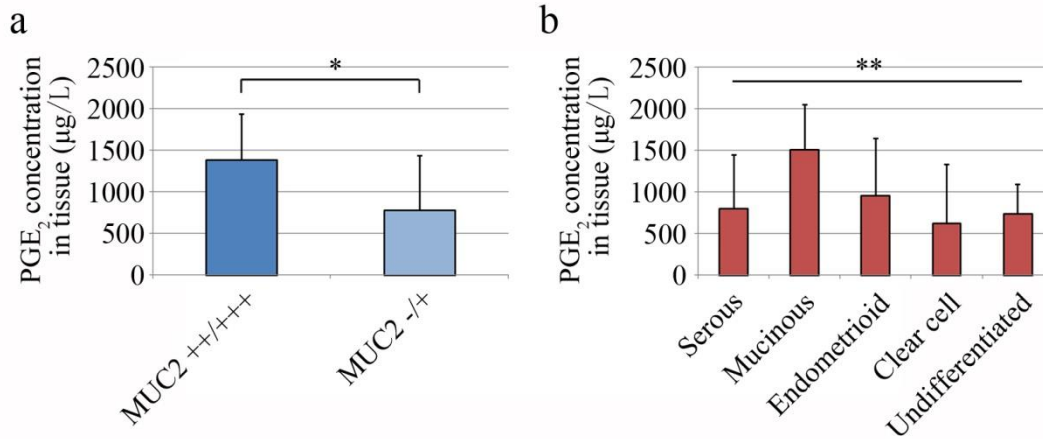 a
PGE₂ concentration
in tissue (μg/L)
2500
2000
1500
1000
500
0
*
MUC2 ++/+++
MUC2 -/+
b
PGE₂ concentration
in tissue (μg/L)
2500
2000
1500
1000
500
0
**
Serous
Mucinous
Endometrioid
Clear cell
Undifferentiated